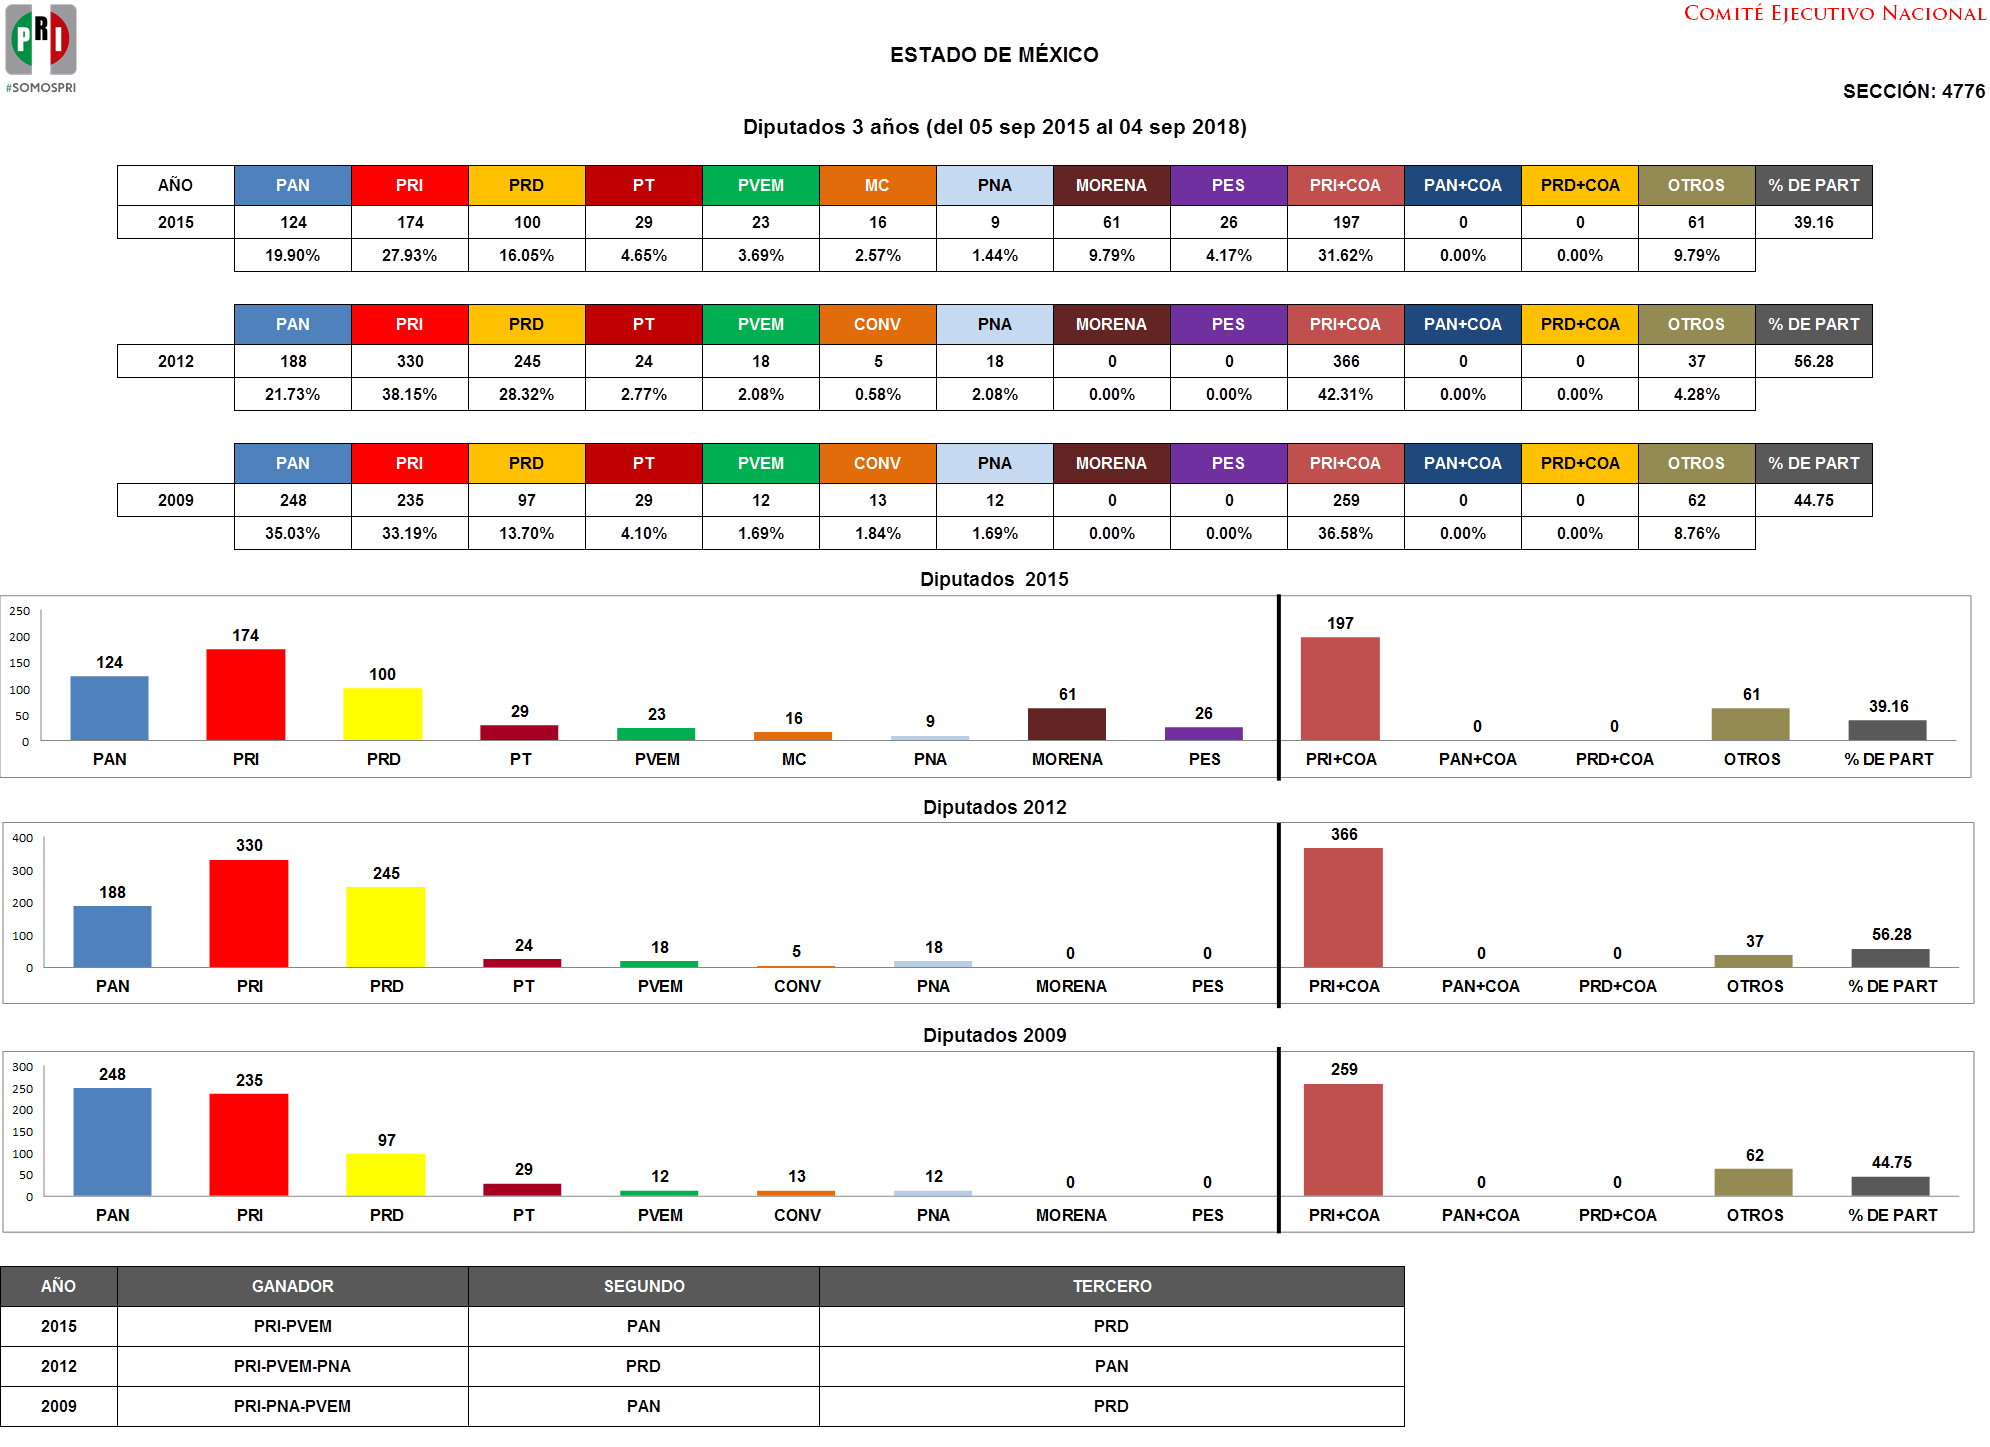 PRI
#SOMOSPRI
COMITÉ EJECUTIVO NACIONAL
ESTADO DE MÉXICO
SECCIÓN: 4776
Diputados 3 años (del 05 sep 2015 al 04 sep 2018)
AÑO PAN PRI PRD PT PVEM MC PNA MORENA PES PRI+COA PAN+COA PRD+COA OTROS % DE PART
2015 124 174 100 29 23 16 9 61 26 197 0 0 61 39.16
19.90% 27.93% 16.05% 4.65% 3.69% 2.57% 1.44% 9.79% 4.17% 31.62% 0.00% 0.00% 9.79%
PAN PRI PRD PT PVEM CONV PNA MORENA PES PRI+COA PAN+COA PRD+COA OTROS % DE PART
2012 188 330 245 24 18 5 18 0 0 366 0 0 37 56.28
21.73% 38.15% 28.32% 2.77% 2.08% 0.58% 2.08% 0.00% 0.00% 42.31% 0.00% 0.00% 4.28%
PAN PRI PRD PT PVEM CONV PNA MORENA PES PRI+COA PAN+COA PRD+COA OTROS % DE PART
2009 248 235 97 29 12 13 12 0 0 259 0 0 62 44.75
35.03% 33.19% 13.70% 4.10% 1.69% 1.84% 1.69% 0.00% 0.00% 36.58% 0.00% 0.00% 8.76%
Diputados 2015
250
200
150
100
50
0
124 174 100 29 23 16 9 61 26 197 0 0 61 39.16
PAN PRI PRD PT PVEM MC PNA MORENA PES PRI+COA PAN+COA PRD+COA OTROS % DE PART
Diputados 2012
400
300
200
100
0
188 330 245 24 18 5 18 0 0 366 0 0 37 56.28
PAN PRI PRD PT PVEM CONV PNA MORENA PES PRI+COA PAN+COA PRD+COA OTROS % DE PART
Diputados 2009
300
250
200
150
100
50
0
248 235 97 29 12 13 12 0 0 259 0 0 62 44.75
PAN PRI PRD PT PVEM CONV PNA MORENA PES PRI+COA PAN+COA PRD+COA OTROS % DE PART
AÑO GANADOR SEGUNDO TERCERO
2015 PRI-PVEM PAN PRD
2012 PRI-PVEM-PNA PRD PAN
2009 PRI-PNA-PVEM PAN PRD